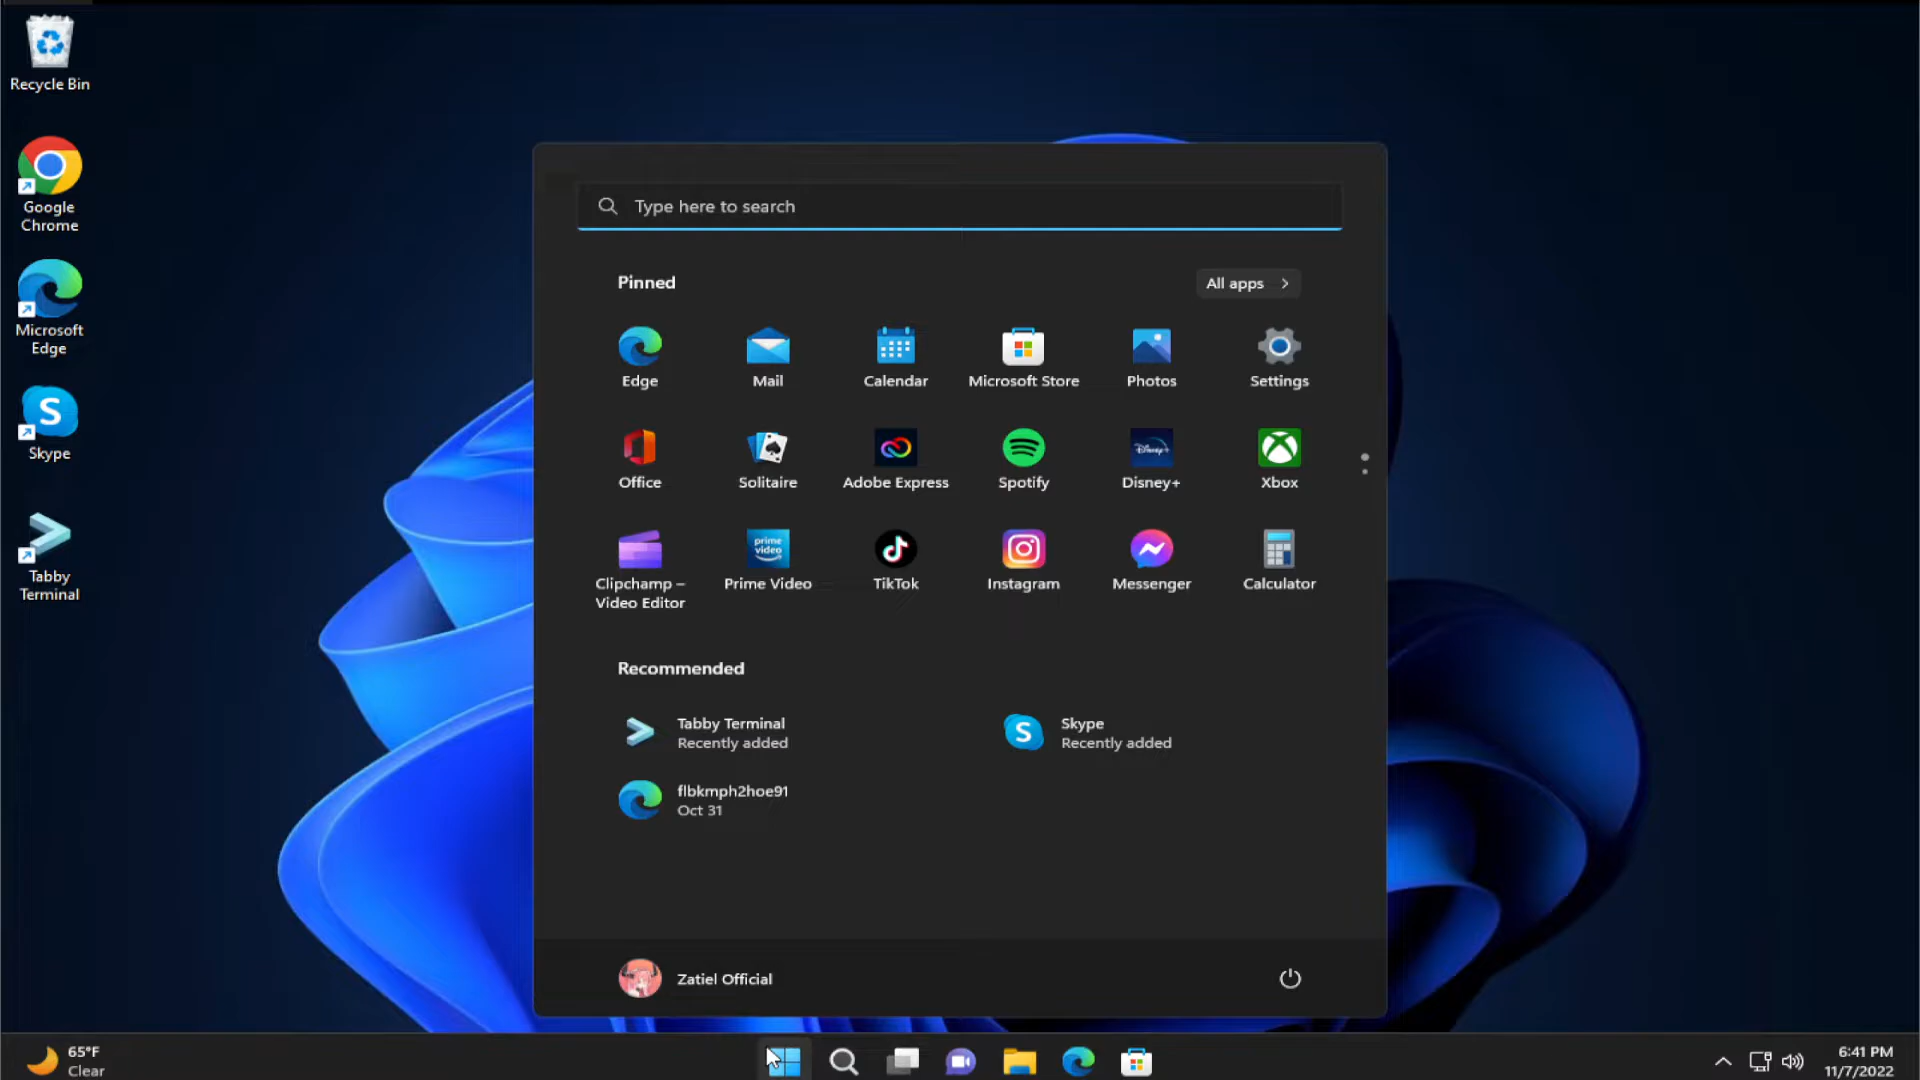 Recycle Bin
Google
Chrome
Microsoft
Edge
Skype
Tabby
Terminal
Type here to search
Pinned
All apps
Edge
Mail
Calendar
Microsoft Store
Photos
Settings
Office
Solitaire
Adobe Express
Spotify
Disney+
Disney+
Xbox
prime
video
Clipchamp –
Video Editor
Prime Video
TikTok
Instagram
Messenger
Calculator
Recommended
Tabby Terminal
Recently added
S
Skype
Recently added
flbkmph2hoe91
Oct 31
Zatiel Official
65°F
Clear
6:41 PM
11/7/2022